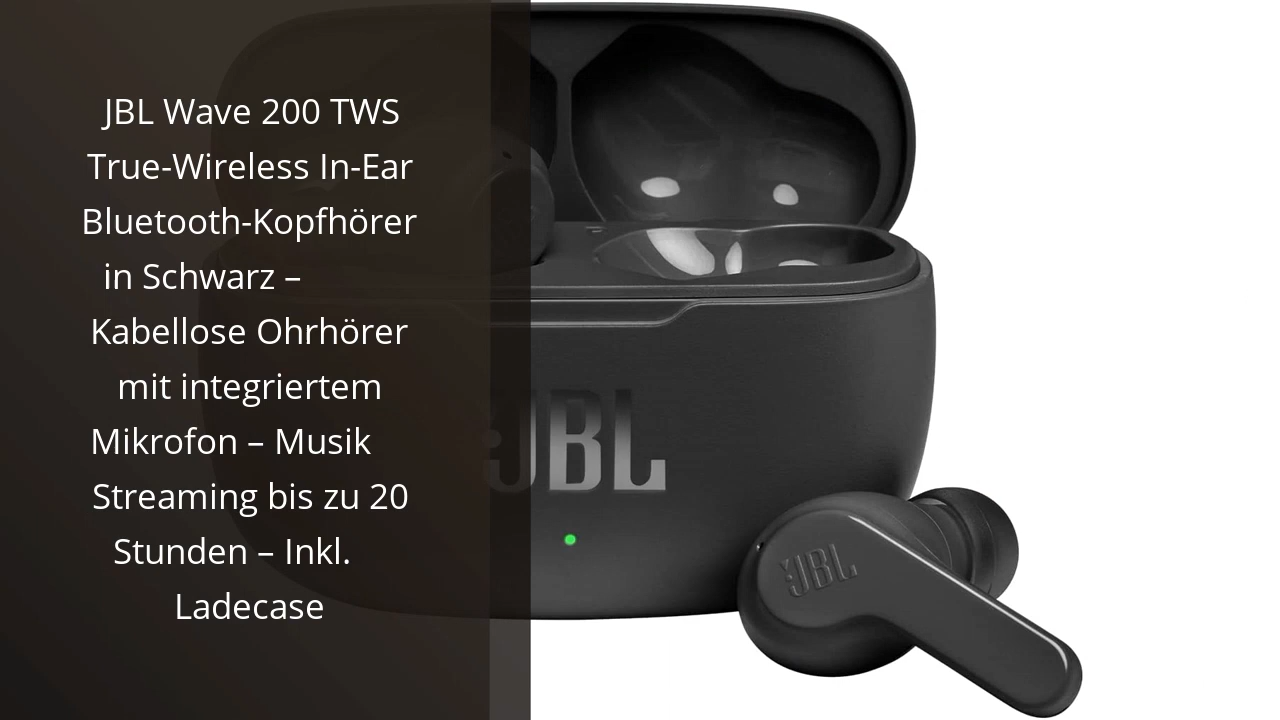 JBL Wave 200 TWS
True-Wireless In-Ear
Bluetooth-Kopfhörer
in Schwarz –
Kabellose Ohrhörer
mit integriertem
Mikrofon – Musik
Streaming bis zu 20
Stunden – Inkl.
Ladecase
JBL
JBL